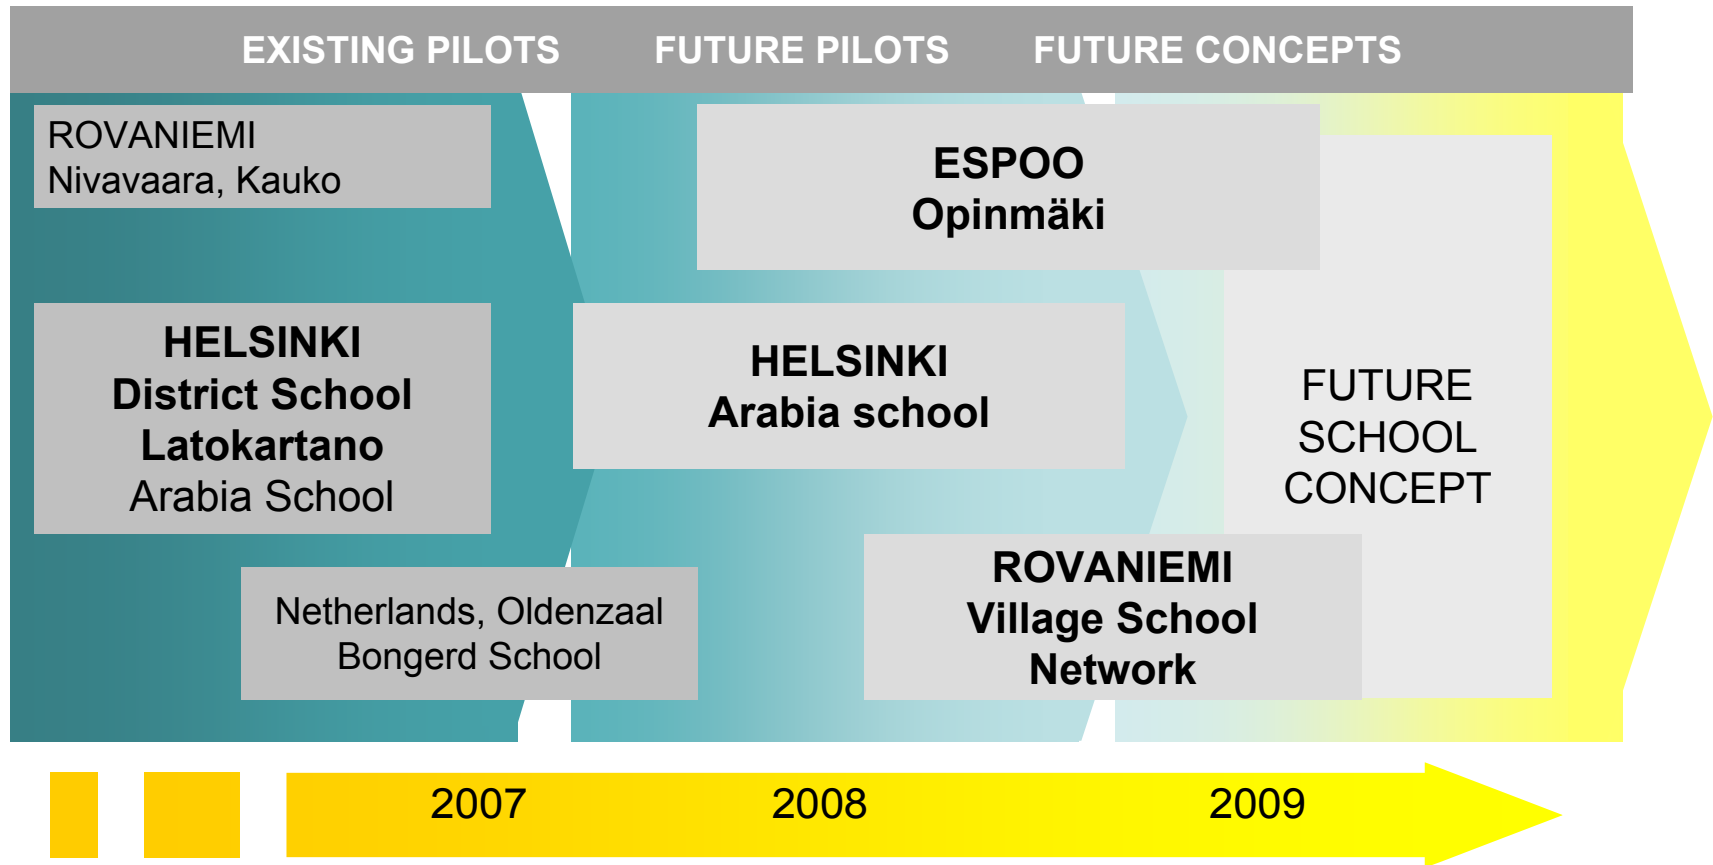 EXISTING PILOTS
FUTURE PILOTS
FUTURE CONCEPTS
ROVANIEMI
Nivavaara, Kauko
ESPOO
Opinmäki
HELSINKI
District School
Latokartano
Arabia School
HELSINKI
Arabia school
FUTURE
SCHOOL
CONCEPT
Netherlands, Oldenzaal
Bongerd School
ROVANIEMI
Village School
Network
2007
2008
2009